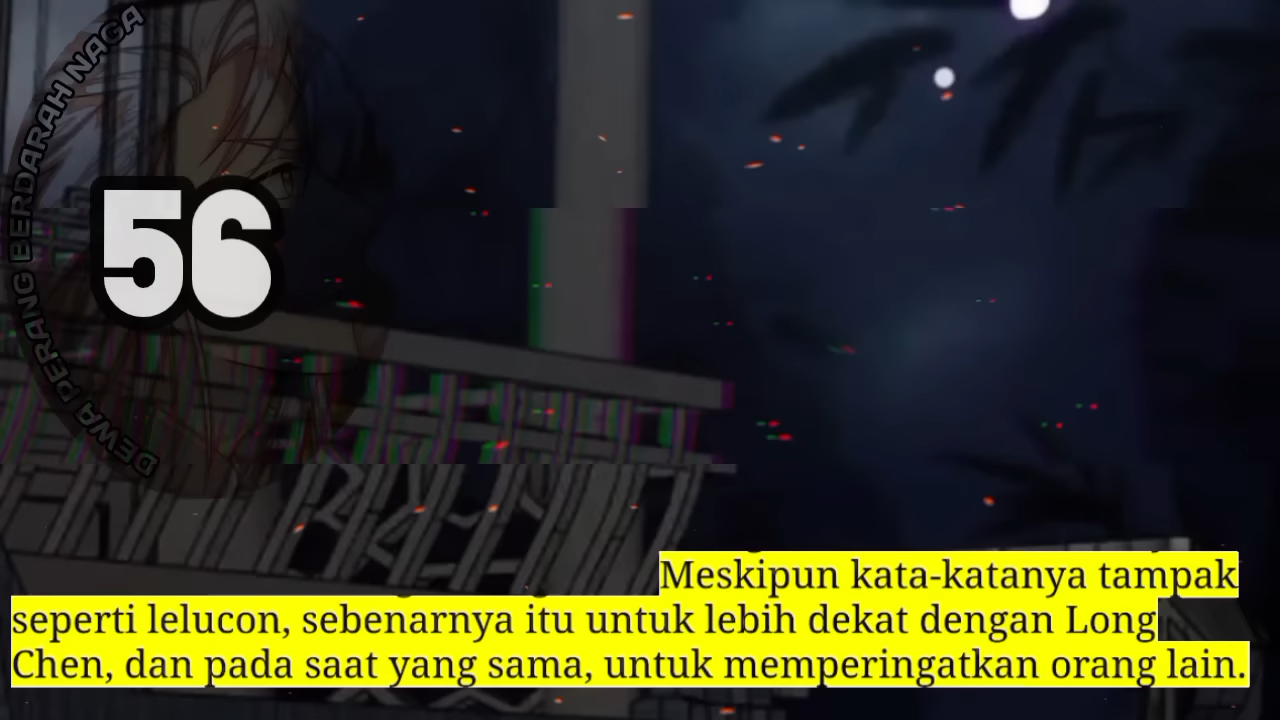 DEWA PERANG BERDARAH NAGA
56
Meskipun kata-katanya tampak
seperti lelucon, sebenarnya itu untuk lebih dekat dengan Long
Chen, dan pada saat yang sama, untuk memperingatkan orang lain.